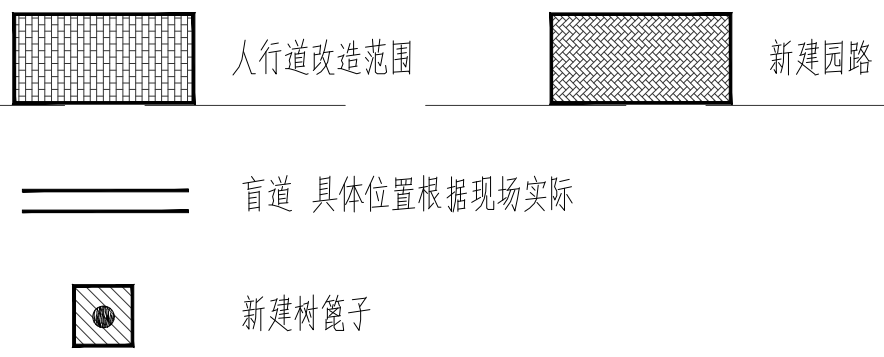 人行道改造范围
新建园路
盲道 具体位置根据现场实际
新建树篦子